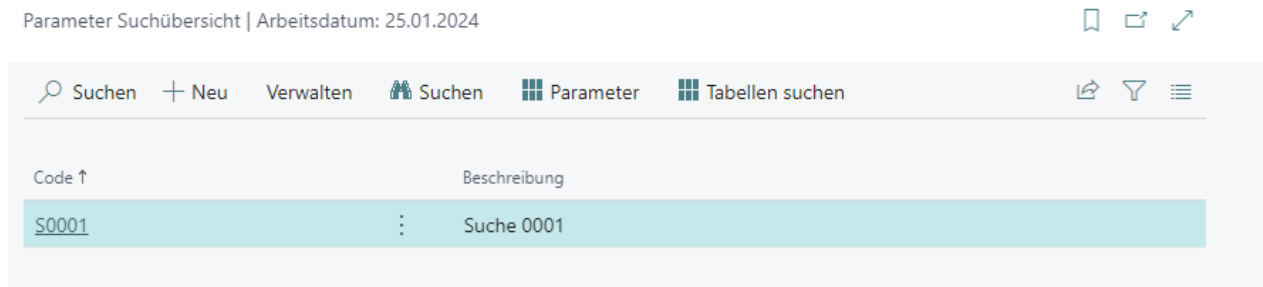 Parameter Suchübersicht | Arbeitsdatum: 25.01.2024
Suchen Neu Verwalten Suchen Parameter Tabellen suchen
Code ↑ Beschreibung
S0001 Suche 0001